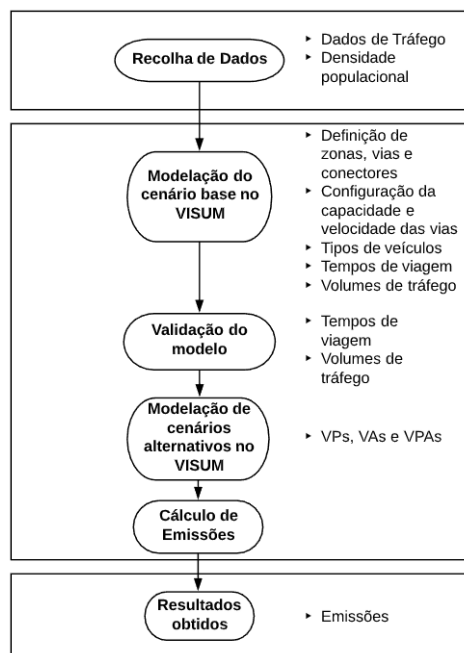 Recolha de Dados
‣ Dados de Tráfego
‣ Densidade
populacional
Modelação do
cenário base no
VISUM
‣ Definição de
zonas, vias e
conectores
‣ Configuração da
capacidade e
velocidade das vias
‣ Tipos de veículos
‣ Tempos de viagem
‣ Volumes de tráfego
Validação do
modelo
‣ Tempos de
viagem
‣ Volumes de
tráfego
Modelação de
cenários
alternativos no
VISUM
‣ VPs, VAs e VPAs
Cálculo de
Emissões
Resultados
obtidos
‣ Emissões